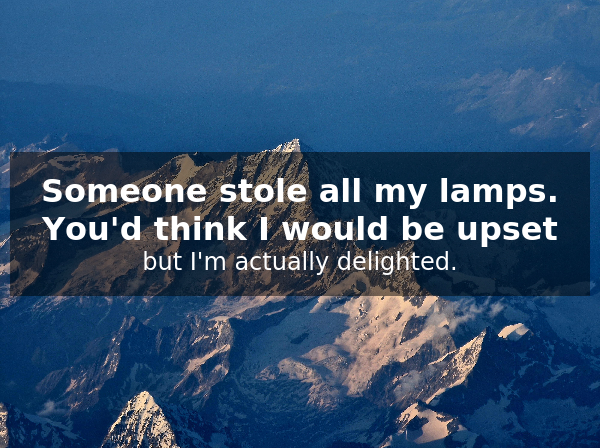 Someone stole all my lamps.
You'd think I would be upset
but I'm actually delighted.